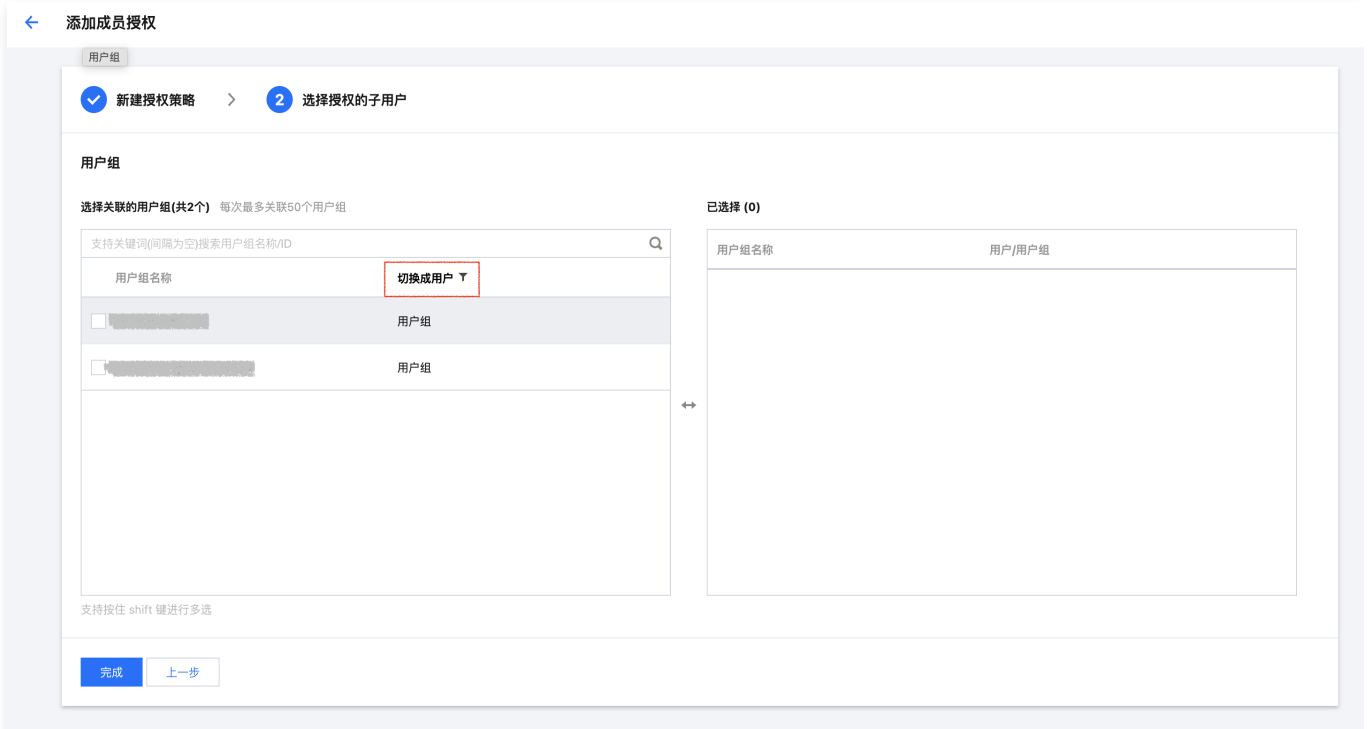 添加成员授权
用户组
新建授权策略
2 选择授权的子用户
用户组
选择关联的用户组(共2个) 每次最多关联50个用户组
已选择 (0)
支持关键词(间隔为空)搜索用户组名称/ID
用户组名称 切换成用户
用户组名称 用户/用户组
用户组
用户组
支持按住 shift 键进行多选
完成 上一步